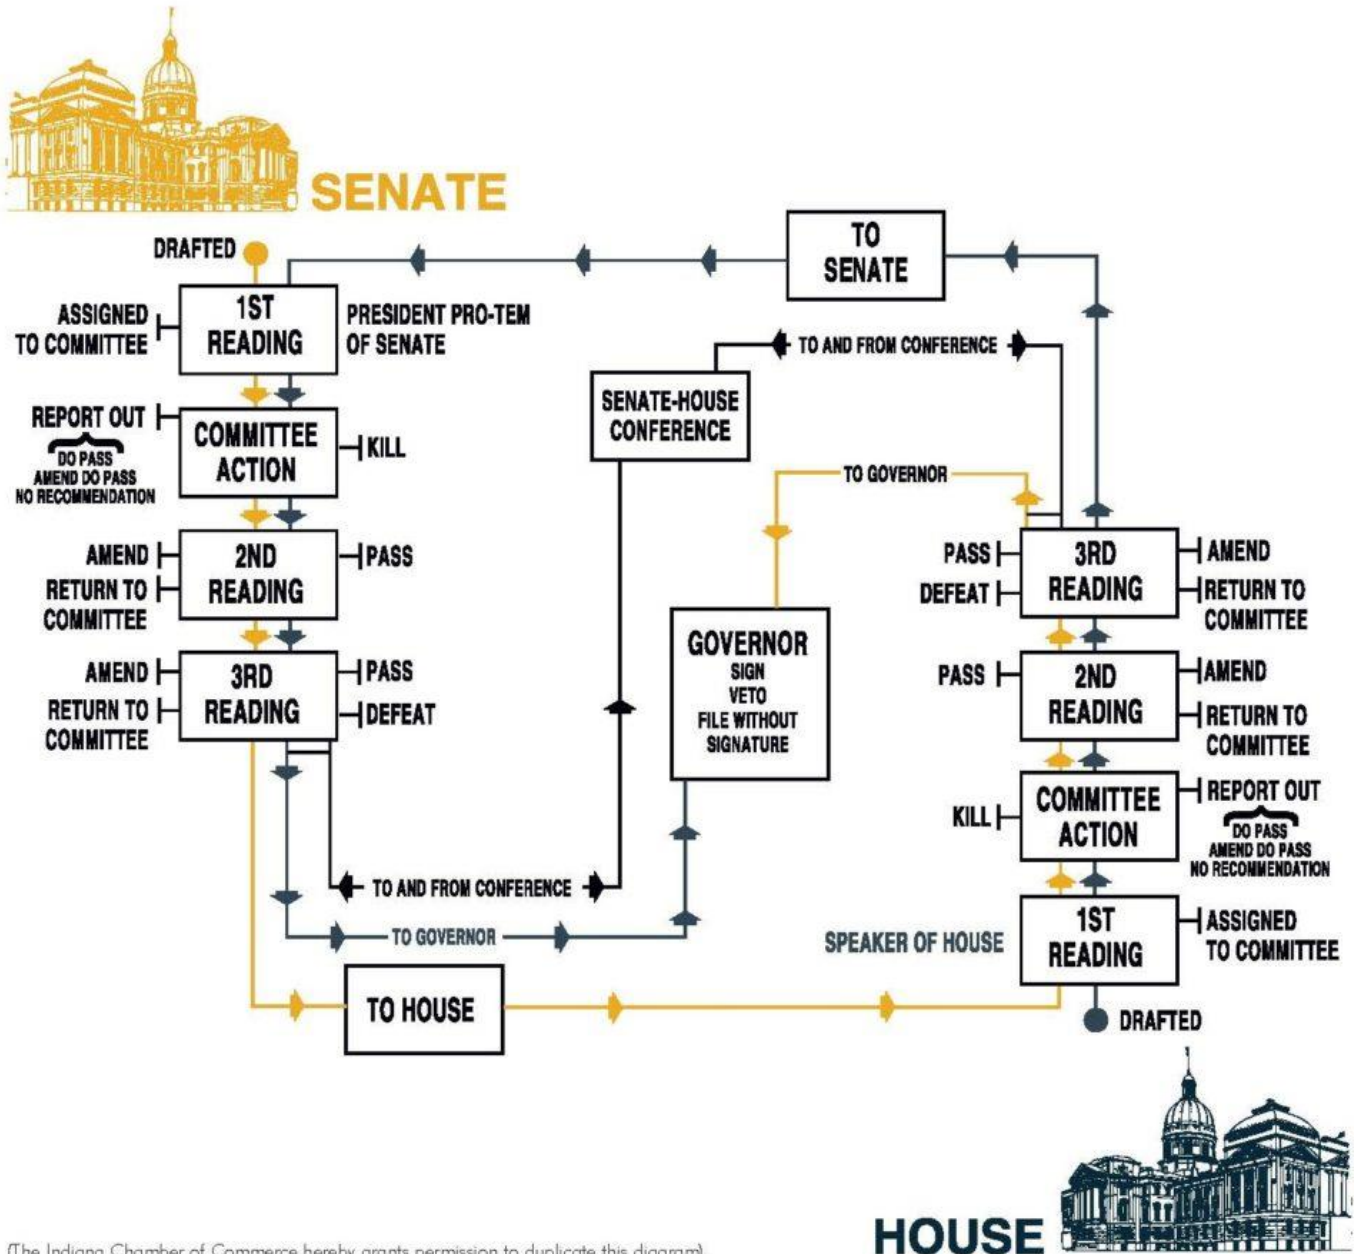 SENATE
DRAFTED
TO
SENATE
ASSIGNED
TO COMMITTEE
1ST
READING
PRESIDENT PRO-TEM
OF SENATE
TO AND FROM CONFERENCE
SENATE-HOUSE
CONFERENCE
REPORT OUT
DO PASS
AMEND DO PASS
NO RECOMMENDATION
COMMITTEE
ACTION
KILL
TO GOVERNOR
AMEND
RETURN TO
COMMITTEE
2ND
READING
PASS
PASS
DEFEAT
3RD
READING
AMEND
RETURN TO
COMMITTEE
AMEND
RETURN TO
COMMITTEE
3RD
READING
PASS
DEFEAT
GOVERNOR
SIGN
VETO
FILE WITHOUT
SIGNATURE
PASS
2ND
READING
AMEND
RETURN TO
COMMITTEE
KILL
COMMITTEE
ACTION
REPORT OUT
DO PASS
AMEND DO PASS
NO RECOMMENDATION
TO AND FROM CONFERENCE
TO GOVERNOR
SPEAKER OF HOUSE
1ST
READING
ASSIGNED
TO COMMITTEE
TO HOUSE
DRAFTED
HOUSE
(The Indiana Chamber of Commerce hereby grants permission to duplicate this diagram)